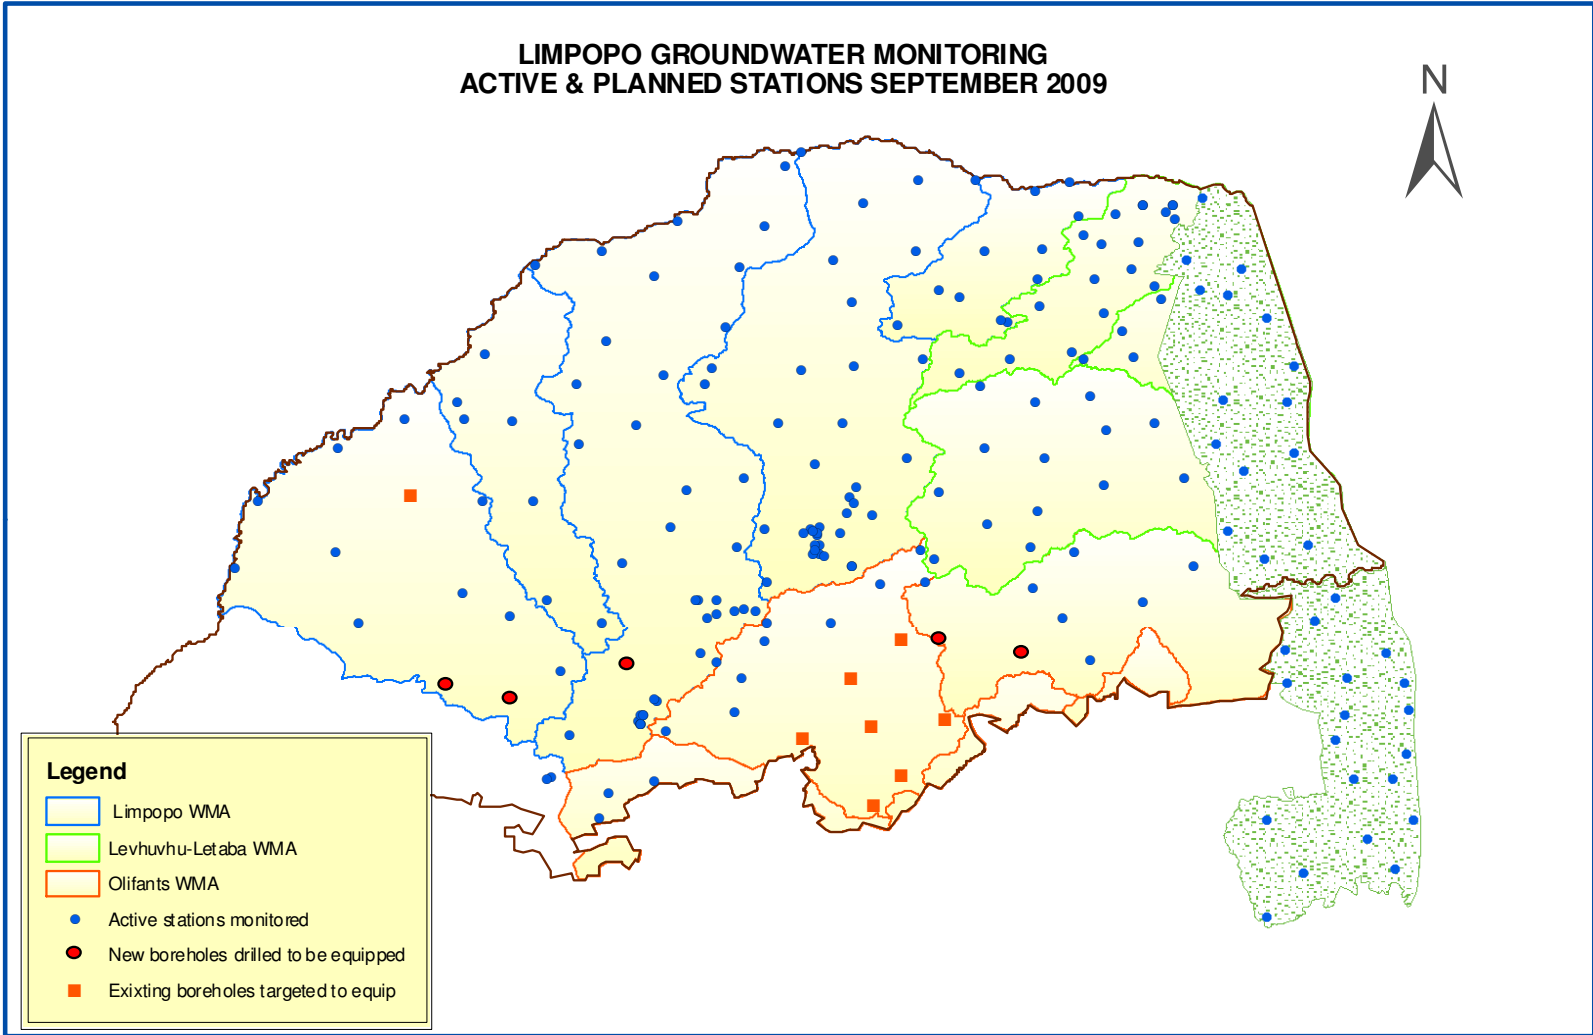 LIMPOPO GROUNDWATER MONITORING
ACTIVE & PLANNED STATIONS SEPTEMBER 2009
N
Legend
Limpopo WMA
Levhuvhu-Letaba WMA
Olifants WMA
Active stations monitored
New boreholes drilled to be equipped
Exixting boreholes targeted to equip